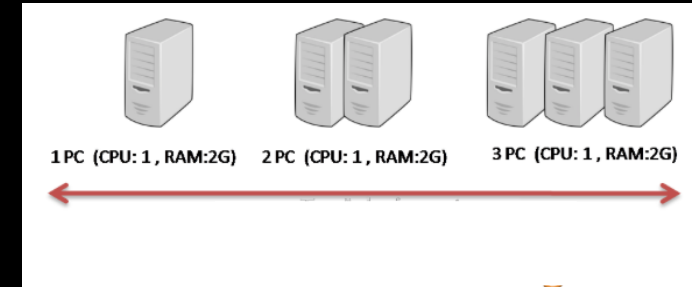 1 PC (CPU: 1 , RAM:2G)
2 PC (CPU: 1 , RAM:2G)
3 PC (CPU: 1 , RAM:2G)